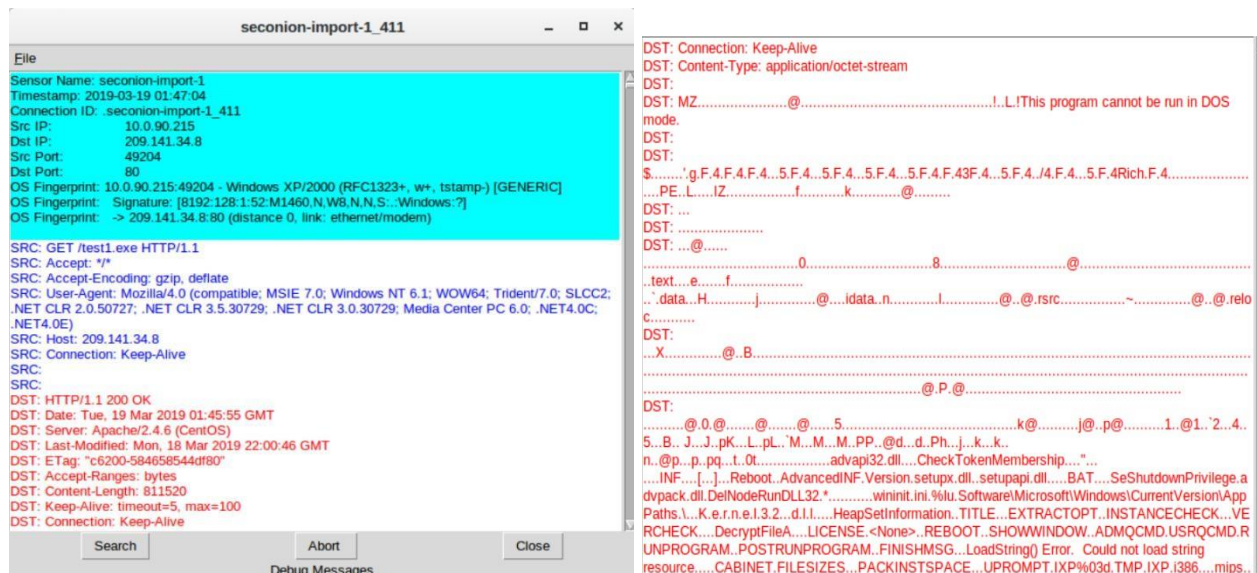 seconion-import-1_411
File
Sensor Name: seconion-import-1
Timestamp: 2019-03-19 01:47:04
Connection ID: .seconion-import-1_411
Src IP: 10.0.90.215
Dst IP: 209.141.34.8
Src Port: 49204
Dst Port: 80
OS Fingerprint: 10.0.90.215:49204 - Windows XP/2000 (RFC1323+, w+, tstamp-) [GENERIC]
OS Fingerprint: Signature: [8192:128:1:52:M1460,N,W8,N,N,S:.:Windows:?]
OS Fingerprint: -> 209.141.34.8:80 (distance 0, link: ethernet/modem)
SRC: GET /test1.exe HTTP/1.1
SRC: Accept: */*
SRC: Accept-Encoding: gzip, deflate
SRC: User-Agent: Mozilla/4.0 (compatible; MSIE 7.0; Windows NT 6.1; WOW64; Trident/7.0; SLCC2;
.NET CLR 2.0.50727; .NET CLR 3.5.30729; .NET CLR 3.0.30729; Media Center PC 6.0; .NET4.0C;
.NET4.0E)
SRC: Host: 209.141.34.8
SRC: Connection: Keep-Alive
SRC:
SRC:
DST: HTTP/1.1 200 OK
DST: Date: Tue, 19 Mar 2019 01:45:55 GMT
DST: Server: Apache/2.4.6 (CentOS)
DST: Last-Modified: Mon, 18 Mar 2019 22:00:46 GMT
DST: ETag: "c6200-584658544df80"
DST: Accept-Ranges: bytes
DST: Content-Length: 811520
DST: Keep-Alive: timeout=5, max=100
DST: Connection: Keep-Alive
Search Abort Close
Debug Messages
DST: Connection: Keep-Alive
DST: Content-Type: application/octet-stream
DST:
DST: MZ......................@................................................!..L.!This program cannot be run in DOS
mode.
DST:
DST:
$........'.g.F.4.F.4.F.4...5.F.4...5.F.4...5.F.4...5.F.4.F.43F.4...5.F.4../4.F.4...5.F.4Rich.F.4....................
....PE..L....IZ.................f..........k............@.........
DST: ...
DST: .....................
DST: ...@......
......................................0................................8................................@...............................
..text....e......f..................
..`.data...H............j..............@....idata..n............l............@..@.rsrc.................~................@..@.relo
c...........
DST:
...X..............@..B..........................................................
.....................................................................@.P.@.............................................
DST:
..........@.0.@.......@.......@......5...........................k@..........j@..p@..........1..@1..`2...4..
5...B.. J...J..pK...L..pL..`M...M...M..PP..@d...d..Ph...j...k...k..
n..@p...p..pq...t..0t..................advapi32.dll....CheckTokenMembership...."...
....INF....[...]...Reboot..AdvancedINF.Version.setupx.dll..setupapi.dll.....BAT....SeShutdownPrivilege.a
dvpack.dll.DelNodeRunDLL32.*...........wininit.ini.%lu.Software\Microsoft\Windows\CurrentVersion\App
Paths.\...K.e.r.n.e.l.3.2...d.l.l.....HeapSetInformation..TITLE...EXTRACTOPT..INSTANCECHECK...VE
RCHECK....DecryptFileA....LICENSE.<None>..REBOOT..SHOWWINDOW..ADMQCMD.USRQCMD.R
UNPROGRAM..POSTRUNPROGRAM..FINISHMSG...LoadString() Error.  Could not load string
resource.....CABINET.FILESIZES...PACKINSTSPACE...UPROMPT.IXP%03d.TMP.IXP.i386....mips..